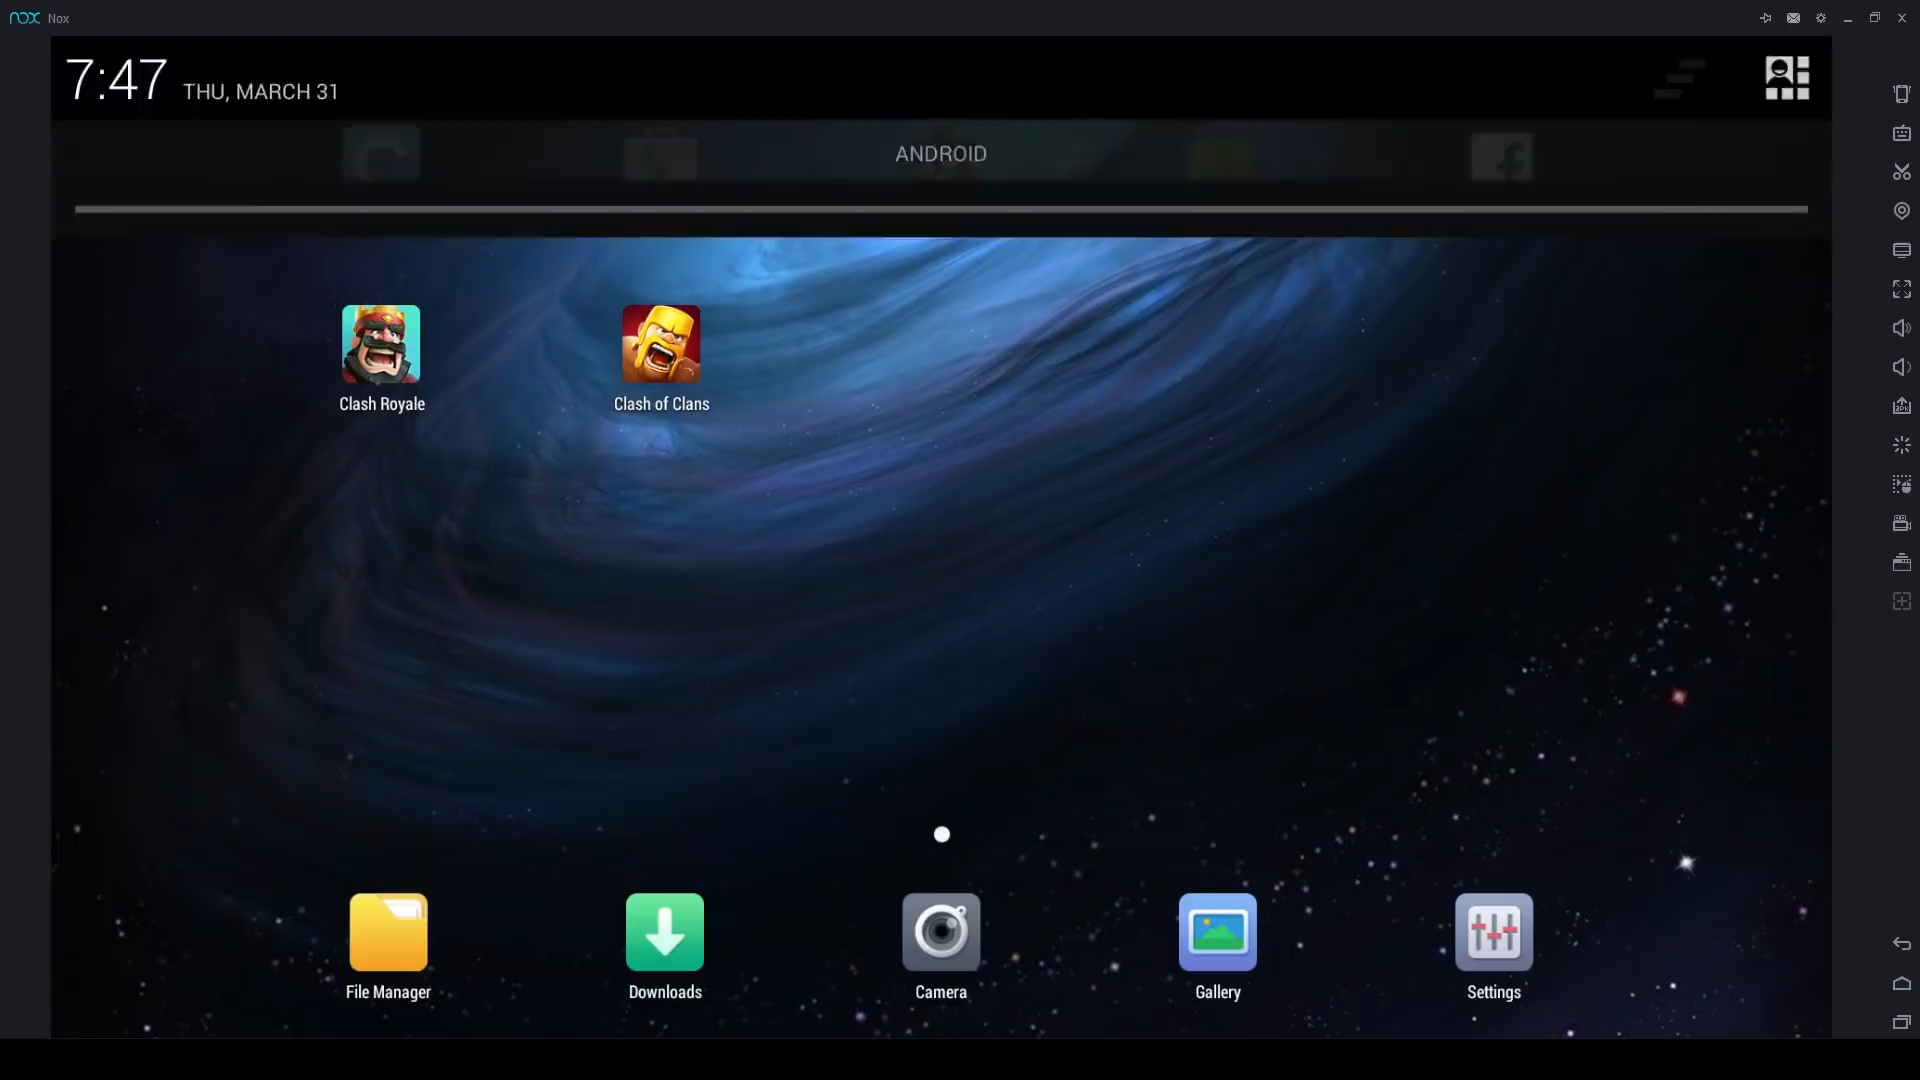 nox Nox
7:47 THU, MARCH 31
ANDROID
Clash Royale
Clash of Clans
File Manager
Downloads
Camera
Gallery
Settings